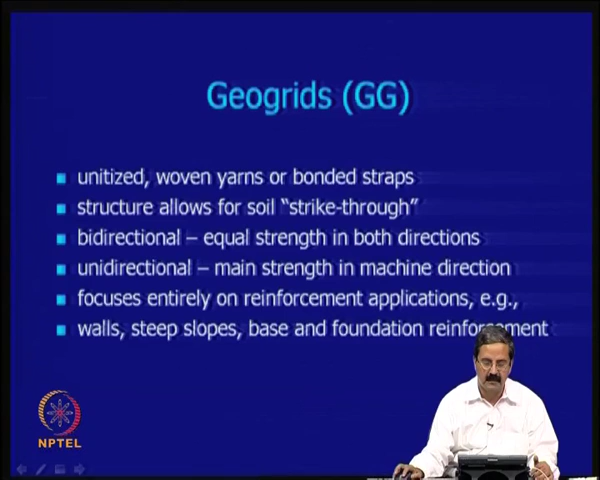 Geogrids (GG)
unitized, woven yarns or bonded straps
structure allows for soil “strike-through”
bidirectional – equal strength in both directions
unidirectional – main strength in machine direction
focuses entirely on reinforcement applications, e.g.,
walls, steep slopes, base and foundation reinforcement
NPTEL